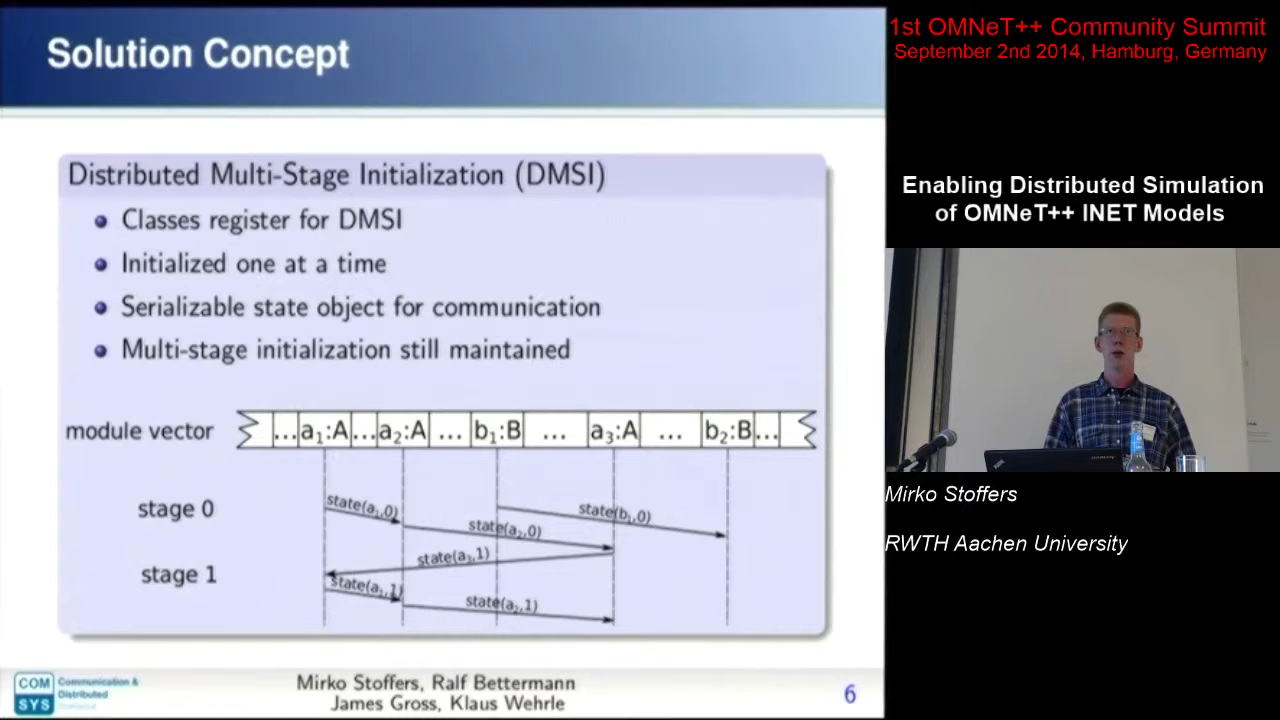 Solution Concept
Distributed Multi-Stage Initialization (DMSI)
Classes register for DMSI
Initialized one at a time
Serializable state object for communication
Multi-stage initialization still maintained
module vector
...a₁:A...a₂:A ... b₁:B ... a₃:A ... b₂:B...
stage 0
state(a₁,0)
state(b₁,0)
state(a₂,0)
state(a₃,1)
stage 1
state(a₁,1)
state(a₂,1)
COM
SYS
Communication &
Distributed
Mirko Stoffers, Ralf Bettermann
James Gross, Klaus Wehrle
6
1st OMNeT++ Community Summit
September 2nd 2014, Hamburg, Germany
Enabling Distributed Simulation
of OMNeT++ INET Models
Mirko Stoffers
RWTH Aachen University